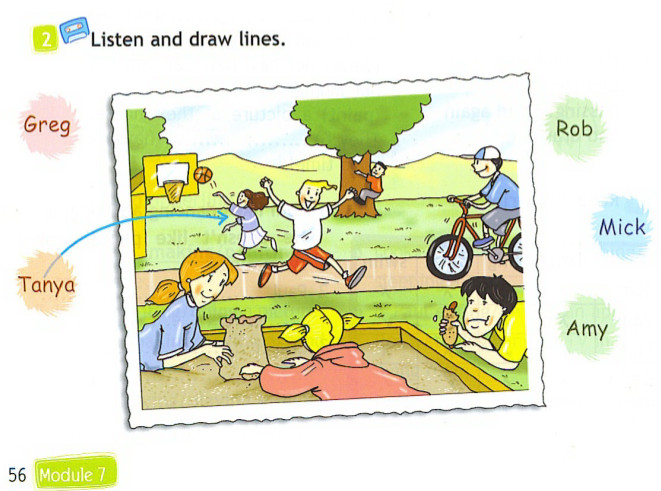 2 Listen and draw lines.
Greg
Rob
Mick
Tanya
Amy
56 Module 7